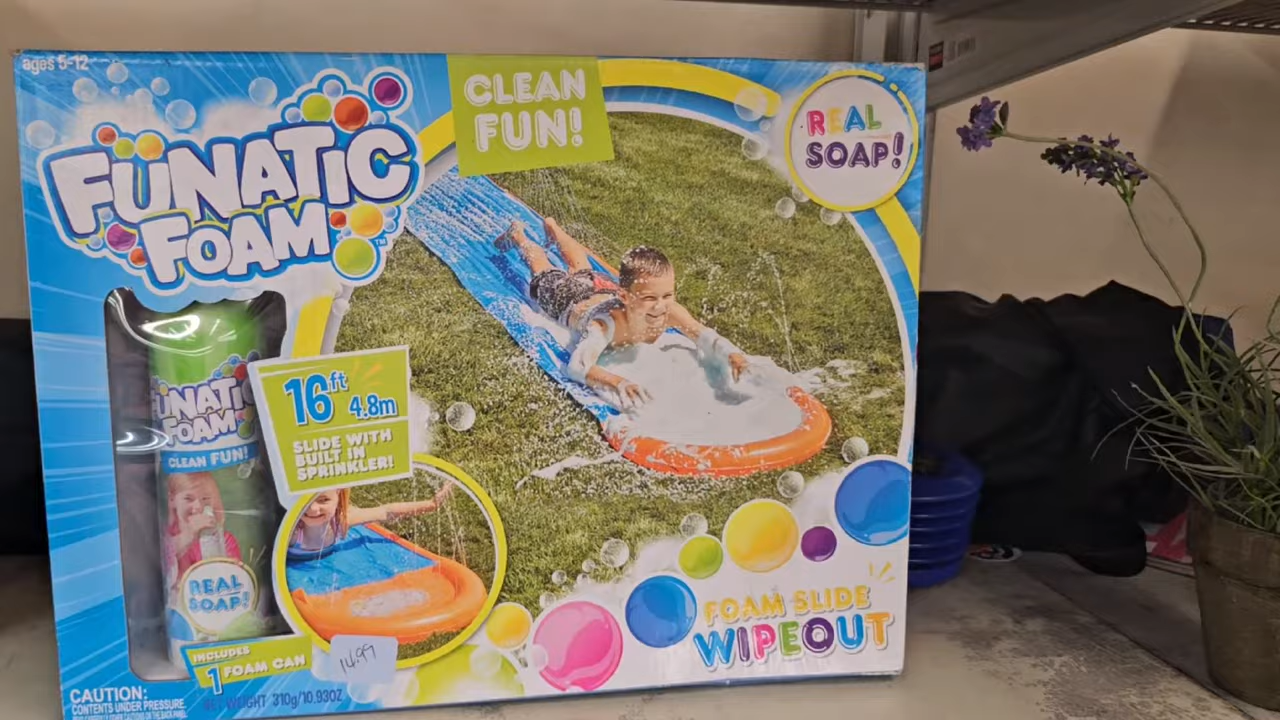 ages 5-12
FUNATIC
FOAM
CLEAN
FUN!
REAL
SOAP!
16ft
4.8m
SLIDE WITH
BUILT IN
SPRINKLER!
FUNATIC
FOAM
CLEAN FUN!
REAL
SOAP!
INCLUDES
1 FOAM CAN
14.99
FOAM SLIDE
WIPEOUT
CAUTION:
CONTENTS UNDER PRESSURE.
NET WEIGHT 310g/10.93OZ